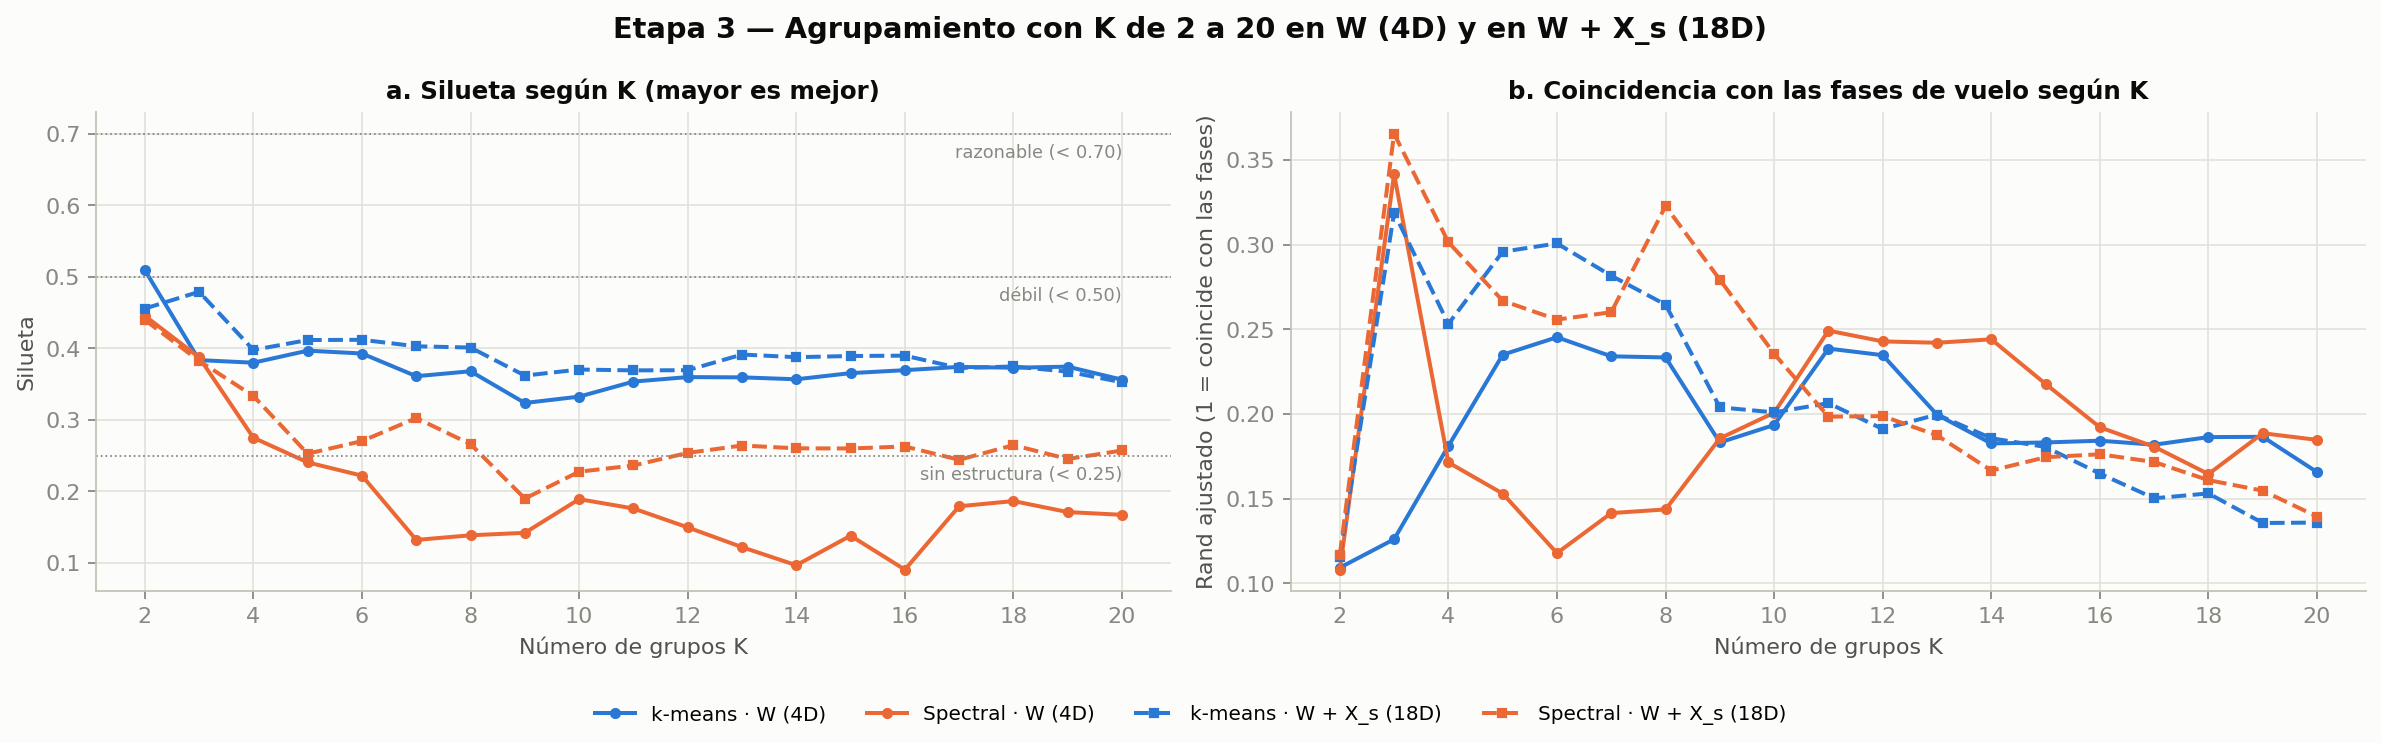 Etapa 3 — Agrupamiento con K de 2 a 20 en W (4D) y en W + X_s (18D)
a. Silueta según K (mayor es mejor)
Silueta
0.7
0.6
0.5
0.4
0.3
0.2
0.1
razonable (< 0.70)
débil (< 0.50)
sin estructura (< 0.25)
2 4 6 8 10 12 14 16 18 20
Número de grupos K
b. Coincidencia con las fases de vuelo según K
Rand ajustado (1 = coincide con las fases)
0.35
0.30
0.25
0.20
0.15
0.10
2 4 6 8 10 12 14 16 18 20
Número de grupos K
k-means · W (4D) Spectral · W (4D) k-means · W + X_s (18D) Spectral · W + X_s (18D)